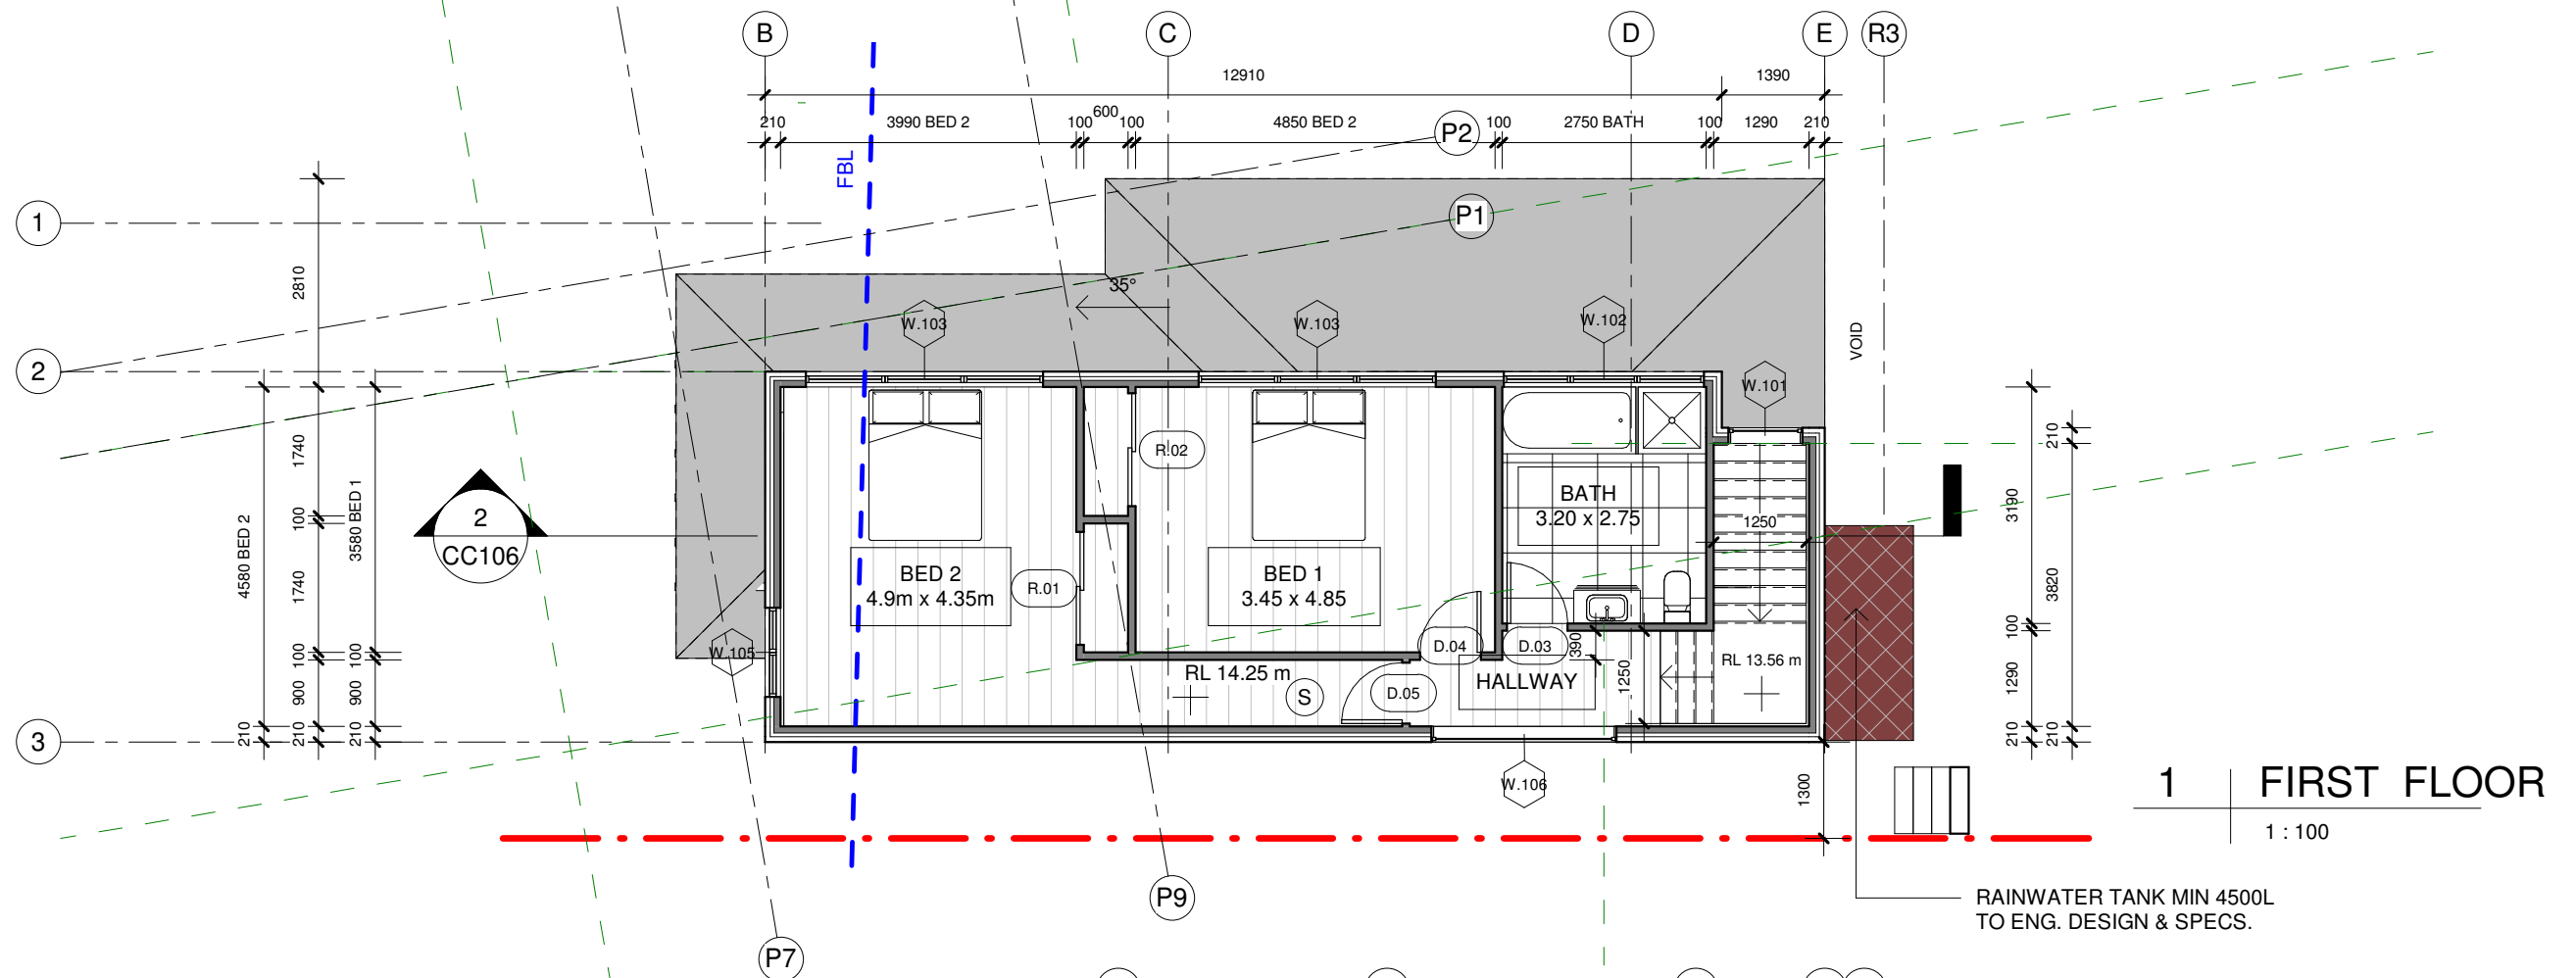 B
C
D
E
R3
12910
1390
210
3990 BED 2
100
600
100
4850 BED 2
100
2750 BATH
100
1290
210
P2
FBL
P1
1
2810
35°
W.103
W.103
W.102
VOID
2
W.101
1740
R.02
210
4580 BED 2
100
3580 BED 1
2
CC106
BATH
3.20 x 2.75
1250
3190
BED 2
4.9m x 4.35m
R.01
BED 1
3.45 x 4.85
1740
3820
100
100
100
W.105
D.04
D.03
390
RL 14.25 m
S
D.05
HALLWAY
1250
RL 13.56 m
900
900
1290
3
210
210
210
210
210
W.106
1300
1 FIRST FLOOR
1 : 100
P9
RAINWATER TANK MIN 4500L
TO ENG. DESIGN & SPECS.
P7